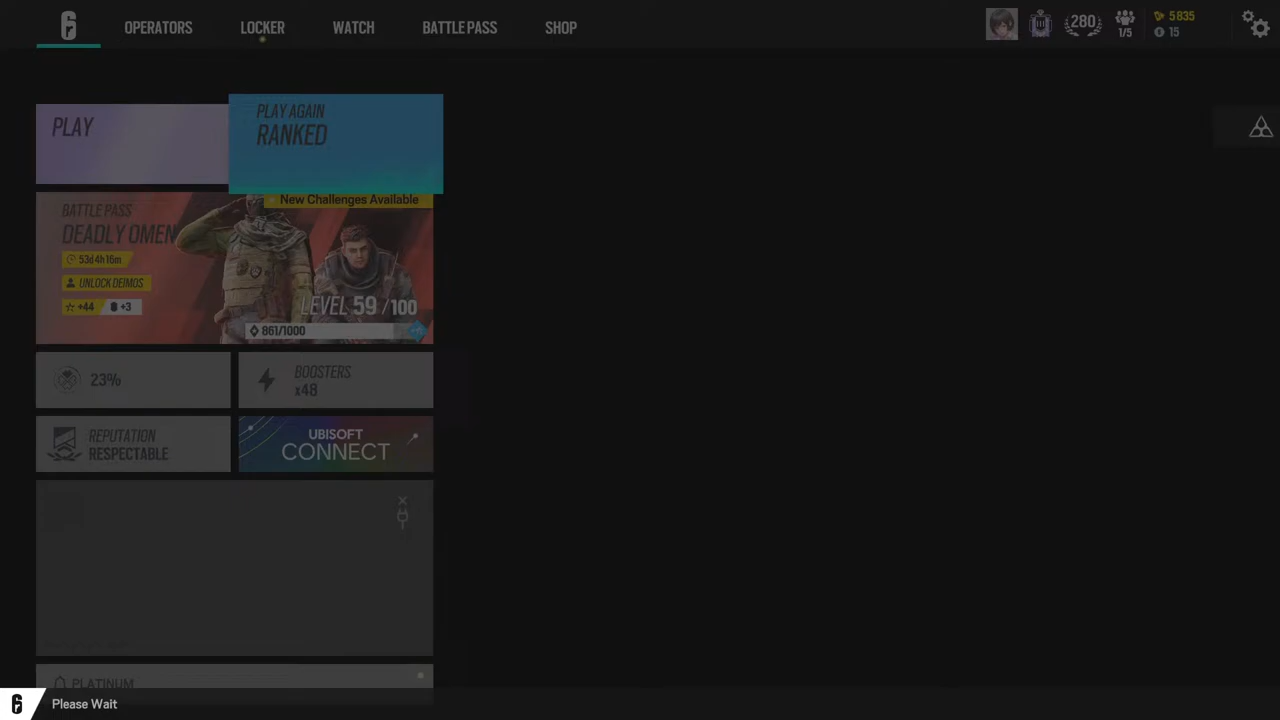 OPERATORS
LOCKER
WATCH
BATTLE PASS
SHOP
280
1/5
5 835
15
PLAY
PLAY AGAIN
RANKED
New Challenges Available
BATTLE PASS
DEADLY OMEN
53d 4h 16m
UNLOCK DEIMOS
+44
+3
LEVEL 59 /100
861/1000
23%
BOOSTERS
x48
REPUTATION
RESPECTABLE
UBISOFT
CONNECT
PLATINUM
Please Wait